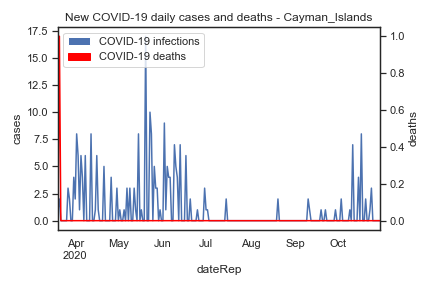 New COVID-19 daily cases and deaths - Cayman_Islands
COVID-19 infections
COVID-19 deaths
17.5
15.0
12.5
10.0
7.5
5.0
2.5
0.0
cases
1.0
0.8
0.6
0.4
0.2
0.0
deaths
Apr May Jun Jul Aug Sep Oct
2020
dateRep